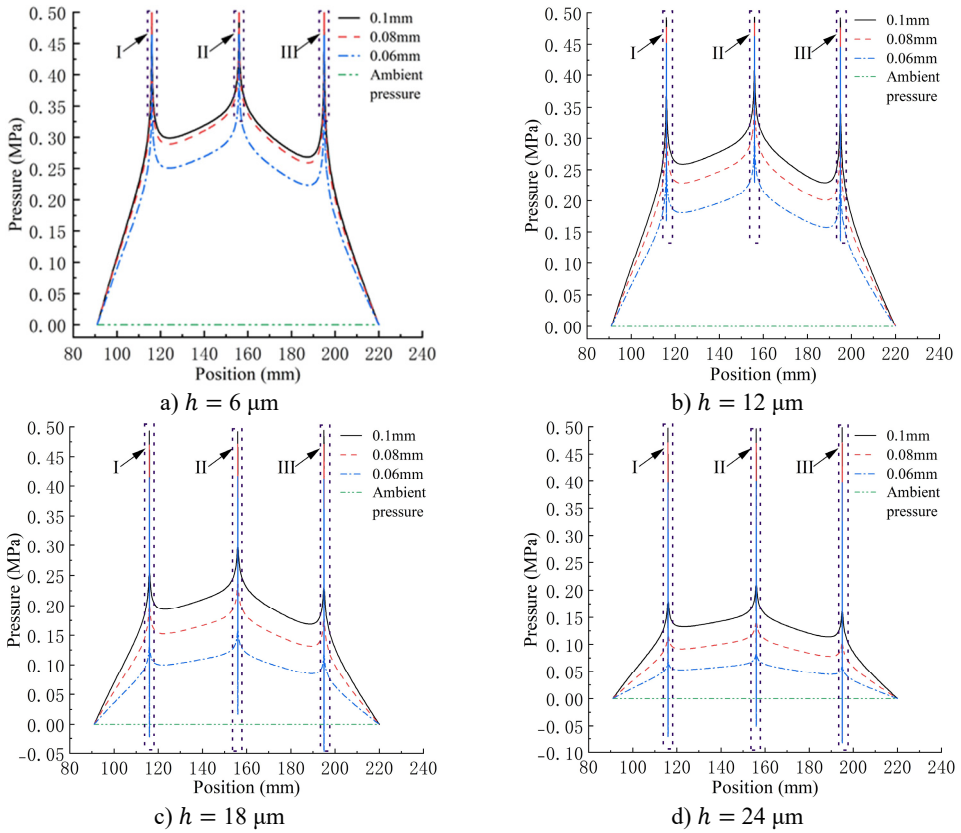 0.50
0.45
0.40
0.35
0.30
0.25
0.20
0.15
0.10
0.05
0.00
Pressure (MPa)
I
II
III
0.1mm
0.08mm
0.06mm
Ambient
pressure
80 100 120 140 160 180 200 220 240
Position (mm)
a) h = 6 μm
0.50
0.45
0.40
0.35
0.30
0.25
0.20
0.15
0.10
0.05
0.00
Pressure (MPa)
I
II
III
0.1mm
0.08mm
0.06mm
Ambient
pressure
80 100 120 140 160 180 200 220 240
Position (mm)
b) h = 12 μm
0.50
0.45
0.40
0.35
0.30
0.25
0.20
0.15
0.10
0.05
0.00
-0.05
Pressure (MPa)
I
II
III
0.1mm
0.08mm
0.06mm
Ambient
pressure
80 100 120 140 160 180 200 220 240
Position (mm)
c) h = 18 μm
0.50
0.45
0.40
0.35
0.30
0.25
0.20
0.15
0.10
0.05
0.00
-0.05
-0.10
Pressure (MPa)
I
II
III
0.1mm
0.08mm
0.06mm
Ambient
pressure
80 100 120 140 160 180 200 220 240
Position (mm)
d) h = 24 μm